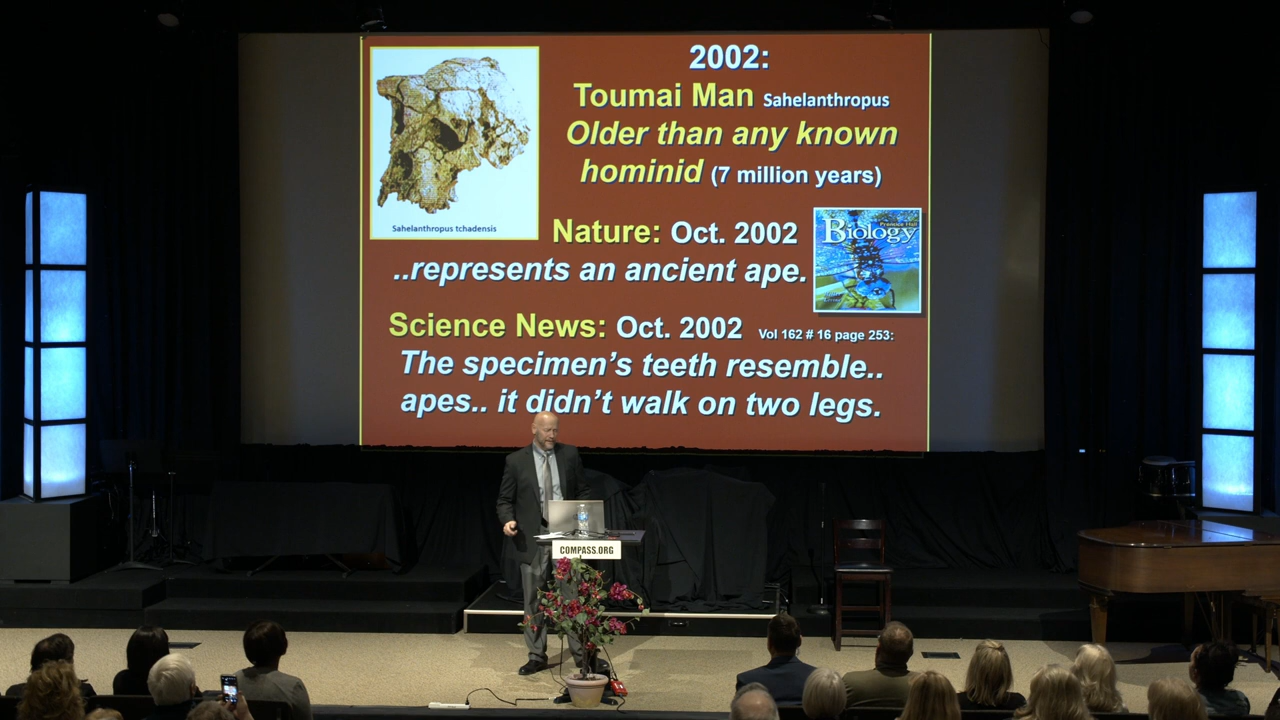 2002:
Toumai Man Sahelanthropus
Older than any known
hominid (7 million years)
Sahelanthropus tchadensis
Nature: Oct. 2002
..represents an ancient ape.
Prentice Hall
Biology
Science News: Oct. 2002 Vol 162 # 16 page 253:
The specimen’s teeth resemble..
apes.. it didn’t walk on two legs.
COMPASS.ORG